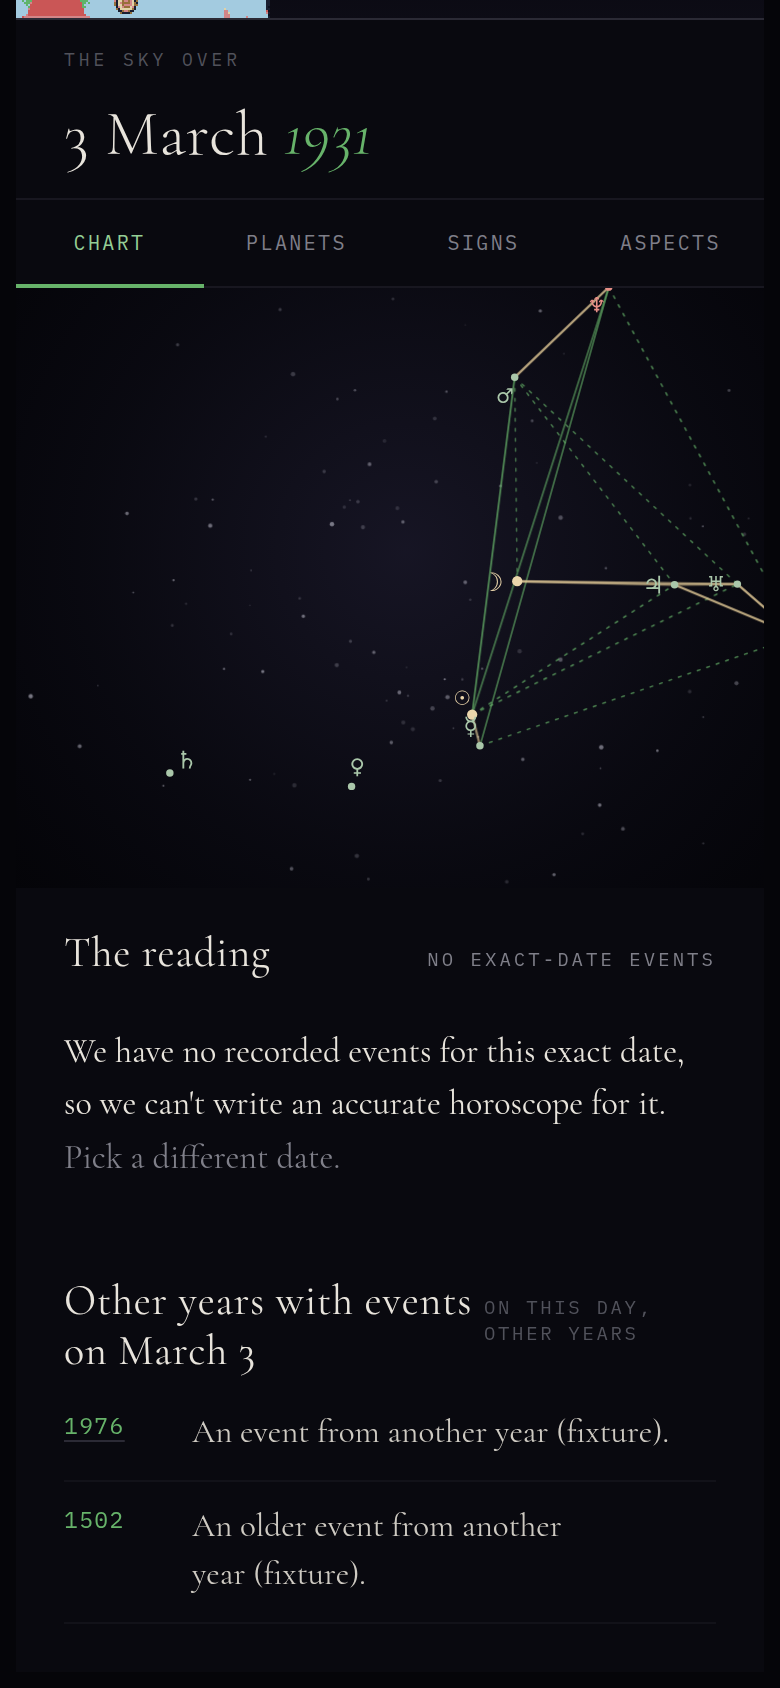 THE SKY OVER
3 March 1931
CHART PLANETS SIGNS ASPECTS
♆
♂
☽ ♃ ♅
☉
☿
♄ ♀
The reading NO EXACT-DATE EVENTS
We have no recorded events for this exact date,
so we can't write an accurate horoscope for it.
Pick a different date.
Other years with events
on March 3
ON THIS DAY,
OTHER YEARS
1976 An event from another year (fixture).
1502 An older event from another
year (fixture).